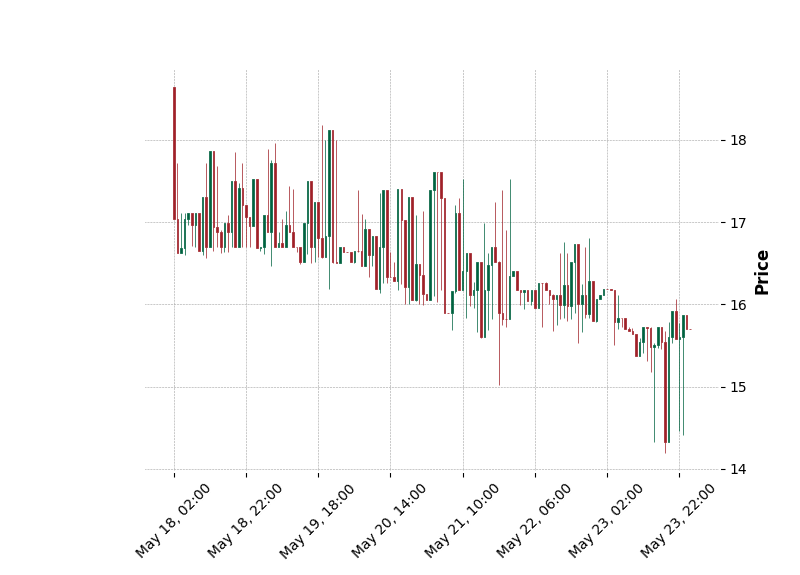 18
17
16
15
14
Price
May 18, 02:00
May 18, 22:00
May 19, 18:00
May 20, 14:00
May 21, 10:00
May 22, 06:00
May 23, 02:00
May 23, 22:00